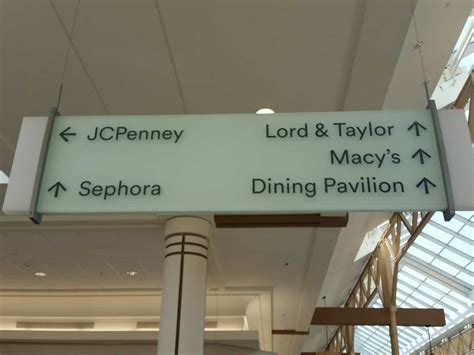 ← JCPenney
↑ Sephora
Lord & Taylor ↑
Macy's ↑
Dining Pavilion ↑